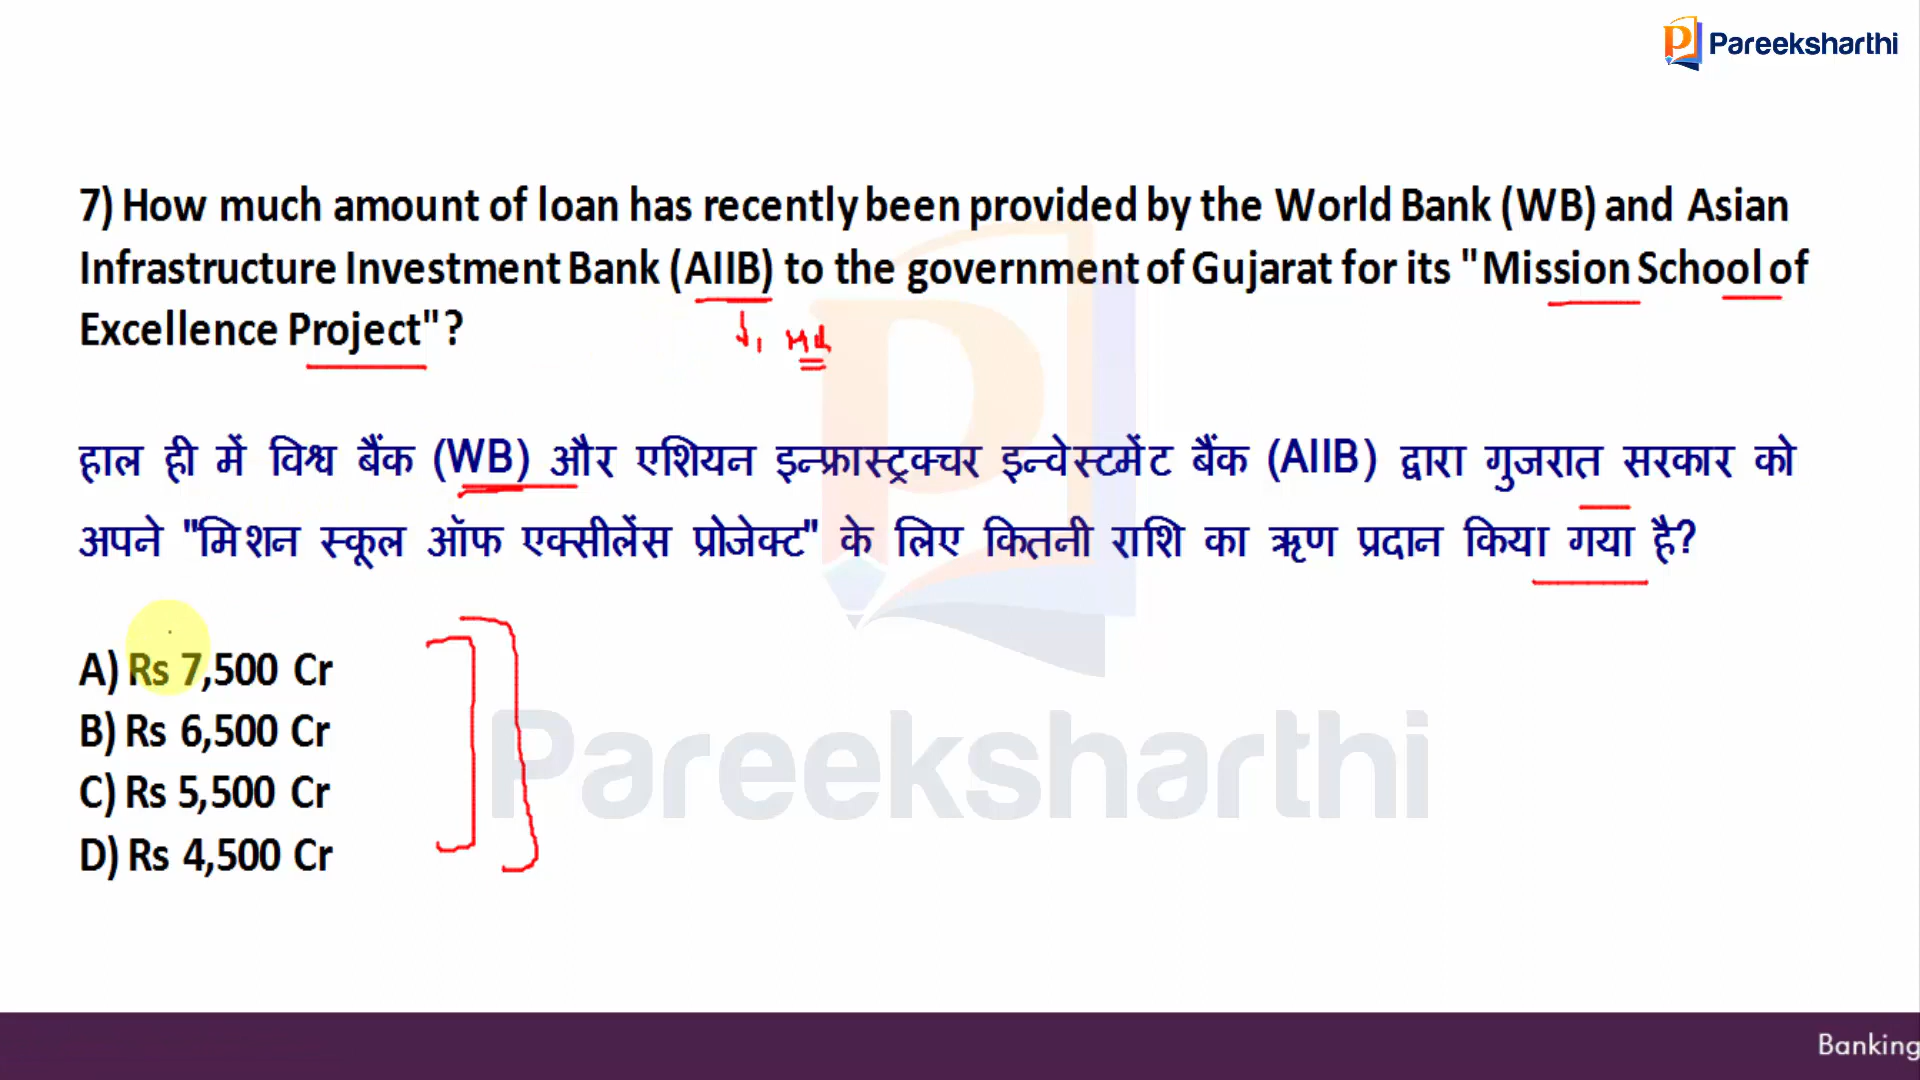 Pareeksharthi
7) How much amount of loan has recently been provided by the World Bank (WB) and Asian
Infrastructure Investment Bank (AIIB) to the government of Gujarat for its "Mission School of
Excellence Project"?
हाल ही में विश्व बैंक (WB) और एशियन इन्फ्रास्ट्रक्चर इन्वेस्टमेंट बैंक (AIIB) द्वारा गुजरात सरकार को
अपने "मिशन स्कूल ऑफ एक्सीलेंस प्रोजेक्ट" के लिए कितनी राशि का ऋण प्रदान किया गया है?
A) Rs 7,500 Cr
B) Rs 6,500 Cr
C) Rs 5,500 Cr
D) Rs 4,500 Cr
Pareeksharthi
Banking